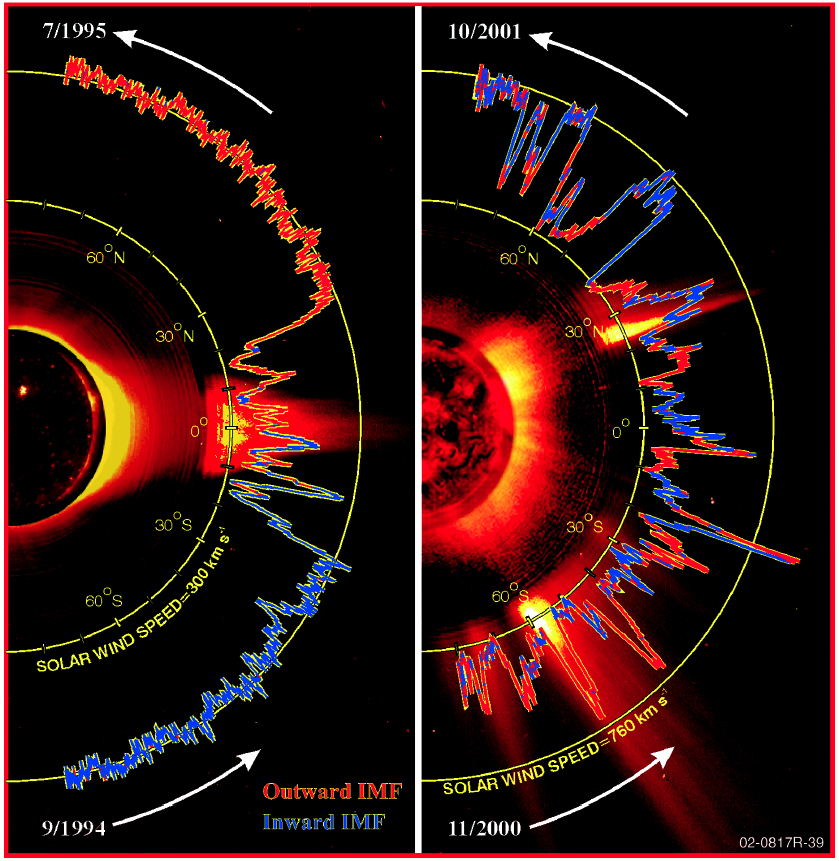 7/1995
60°N
30°N
0°
30°S
60°S
SOLAR WIND SPEED=300 km s⁻¹
Outward IMF
Inward IMF
9/1994
10/2001
60°N
30°N
0°
30°S
60°S
SOLAR WIND SPEED=760 km s⁻¹
11/2000
02-0817R-39